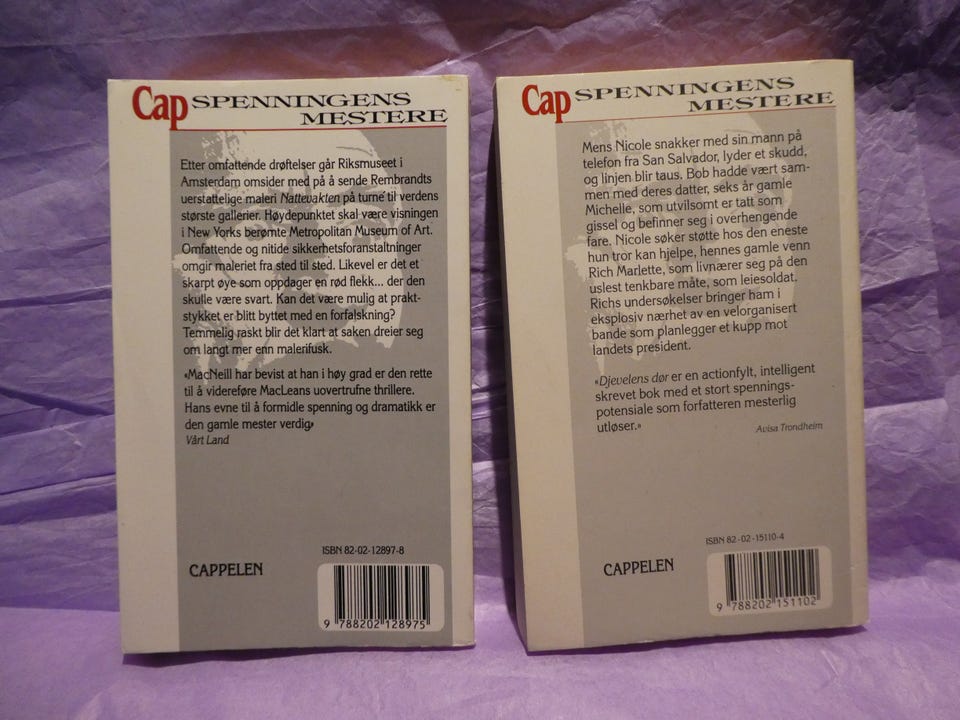 Cap SPENNINGENS
MESTERE
Etter omfattende drøftelser går Riksmuseet i
Amsterdam omsider med på å sende Rembrandts
uerstattelige maleri Nattevakten på turné til verdens
største gallerier. Høydepunktet skal være visningen
i New Yorks berømte Metropolitan Museum of Art.
Omfattende og nitide sikkerhetsforanstaltninger
omgir maleriet fra sted til sted. Likevel er det et
skarpt øye som oppdager en rød flekk... der den
skulle være svart. Kan det være mulig at prakt-
stykket er blitt byttet med en forfalskning?
Temmelig raskt blir det klart at saken dreier seg
om langt mer enn malerifusk.
«MacNeill har bevist at han i høy grad er den rette
til å videreføre MacLeans uovertrufne thrillere.
Hans evne til å formidle spenning og dramatikk er
den gamle mester verdig»
Vårt Land
ISBN 82-02-12897-8
CAPPELEN
9 788202 128975
Cap SPENNINGENS
MESTERE
Mens Nicole snakker med sin mann på
telefon fra San Salvador, lyder et skudd,
og linjen blir taus. Bob hadde vært sam-
men med deres datter, seks år gamle
Michelle, som utvilsomt er tatt som
gissel og befinner seg i overhengende
fare. Nicole søker støtte hos den eneste
hun tror kan hjelpe, hennes gamle venn
Rich Marlette, som livnærer seg på den
uslest tenkbare måte, som leiesoldat.
Richs undersøkelser bringer ham i
eksplosiv nærhet av en velorganisert
bande som planlegger et kupp mot
landets president.
«Djevelens dør er en actionfylt, intelligent
skrevet bok med et stort spennings-
potensiale som forfatteren mesterlig
utløser.»
Avisa Trondheim
ISBN 82-02-15110-4
CAPPELEN
9 788202 151102